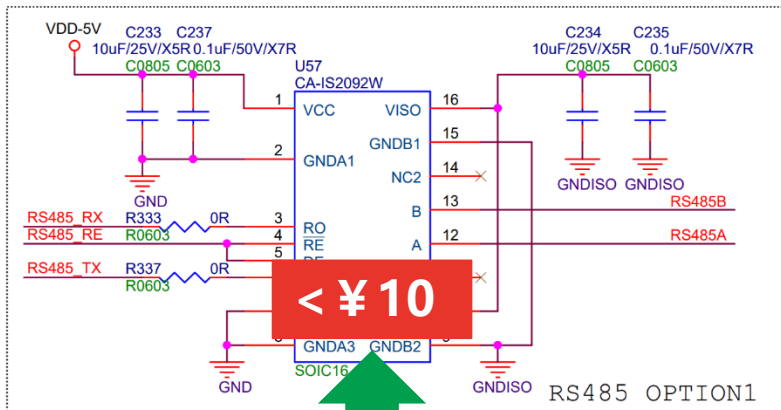 VDD-5V
C233
C237
10uF/25V/X5R
0.1uF/50V/X7R
C0805
C0603
U57
CA-IS2092W
C234
C235
10uF/25V/X5R
0.1uF/50V/X7R
C0805
C0603
1
VCC
VISO
16
GNDB1
15
2
GNDA1
NC2
14
GND
GNDISO
GNDISO
B
13
RS485B
RS485_RX
R333
0R
3
RO
RS485_RE
R0603
4
RE
A
12
RS485A
5
RS485_TX
R337
0R
R0603
< ¥ 10
GNDA3
GNDB2
SOIC16
GND
GNDISO
RS485 OPTION1